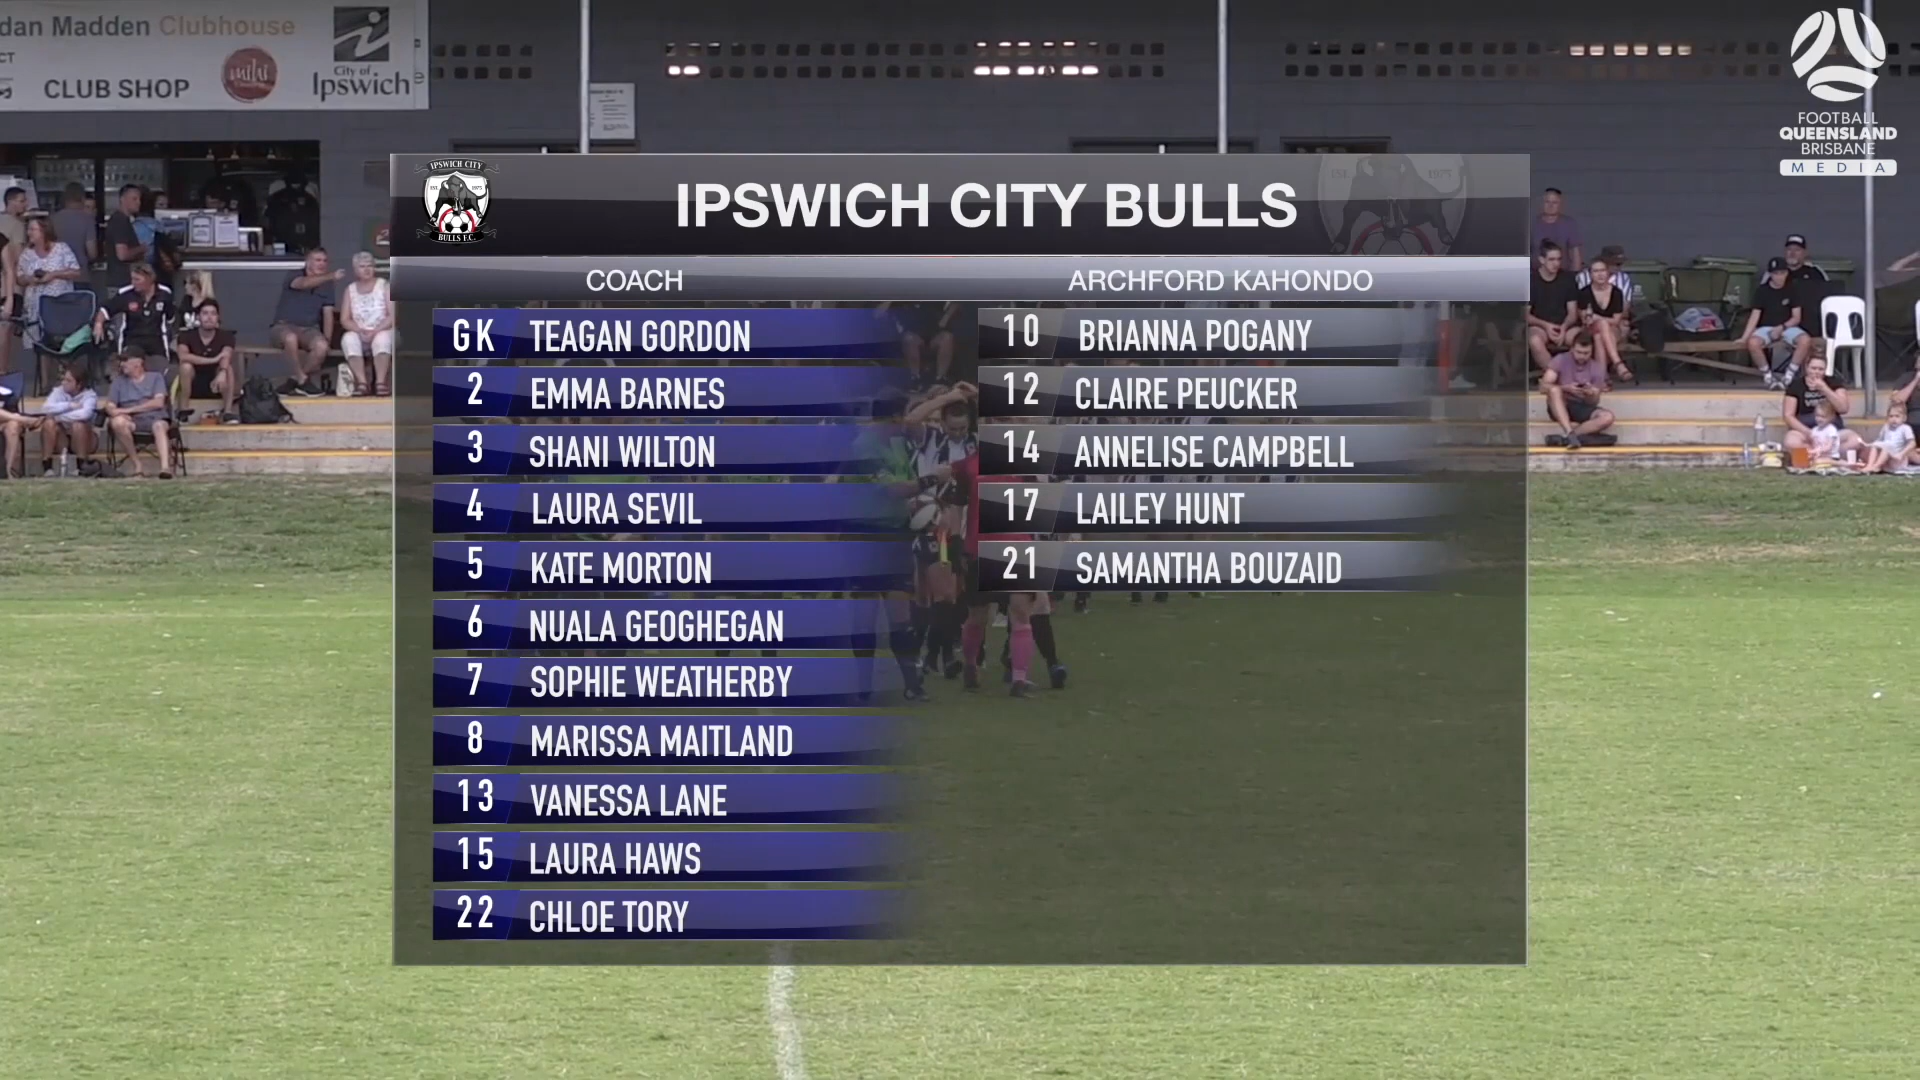 dan Madden Clubhouse
CLUB SHOP
mihi
City of
Ipswich
FOOTBALL
QUEENSLAND
BRISBANE
MEDIA
IPSWICH CITY
EST. 1975
BULLS F.C.
IPSWICH CITY BULLS
COACH ARCHFORD KAHONDO
GK TEAGAN GORDON
2 EMMA BARNES
3 SHANI WILTON
4 LAURA SEVIL
5 KATE MORTON
6 NUALA GEOGHEGAN
7 SOPHIE WEATHERBY
8 MARISSA MAITLAND
13 VANESSA LANE
15 LAURA HAWS
22 CHLOE TORY
10 BRIANNA POGANY
12 CLAIRE PEUCKER
14 ANNELISE CAMPBELL
17 LAILEY HUNT
21 SAMANTHA BOUZAID